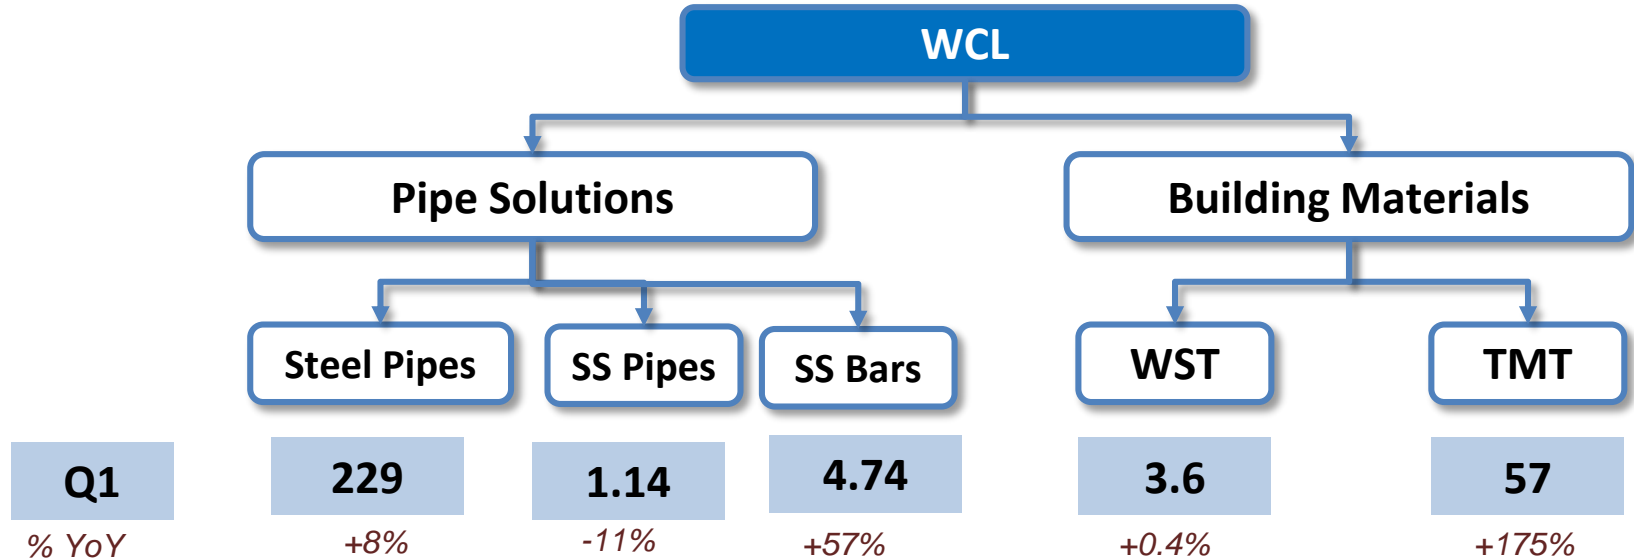 WCL
Pipe Solutions
Building Materials
Steel Pipes
SS Pipes
SS Bars
WST
TMT
Q1
229
1.14
4.74
3.6
57
% YoY
+8%
-11%
+57%
+0.4%
+175%